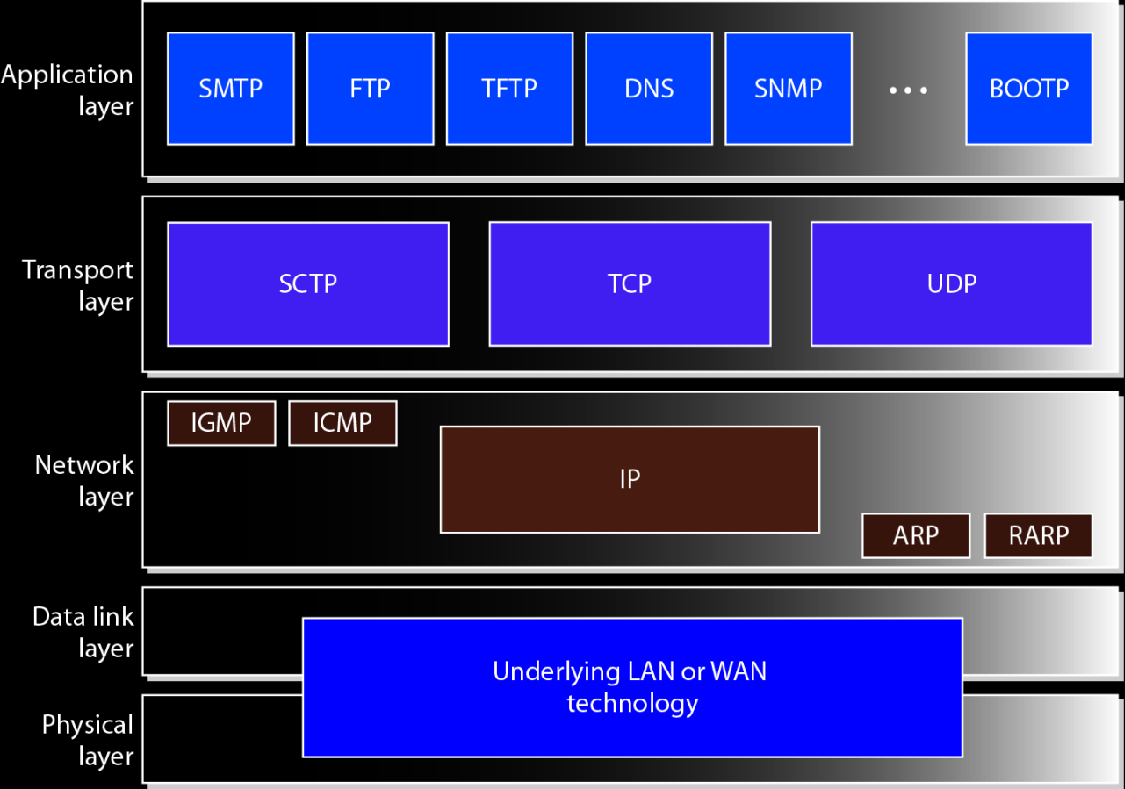 Application
layer
SMTP
FTP
TFTP
DNS
SNMP
...
BOOTP
Transport
layer
SCTP
TCP
UDP
Network
layer
IGMP
ICMP
IP
ARP
RARP
Data link
layer
Underlying LAN or WAN
technology
Physical
layer